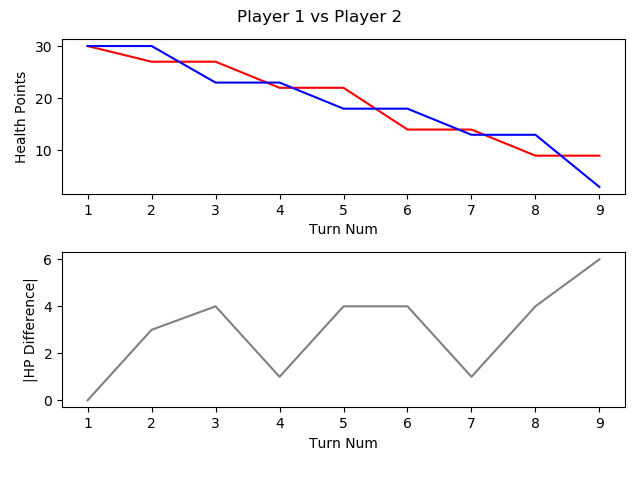 Player 1 vs Player 2
30
20
10
Health Points
1 2 3 4 5 6 7 8 9
Turn Num
6
4
2
0
|HP Difference|
1 2 3 4 5 6 7 8 9
Turn Num